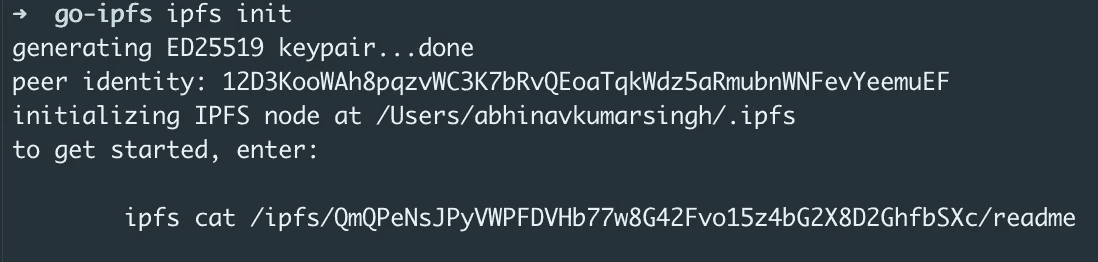 → go-ipfs ipfs init
generating ED25519 keypair...done
peer identity: 12D3KooWAh8pqzvWC3K7bRvQEoaTqkWdz5aRmubnWNFevYeemuEF
initializing IPFS node at /Users/abhinavkumarsingh/.ipfs
to get started, enter:
ipfs cat /ipfs/QmQPeNsJPyVWPFDVHb77w8G42Fvo15z4bG2X8D2GhfbSXc/readme